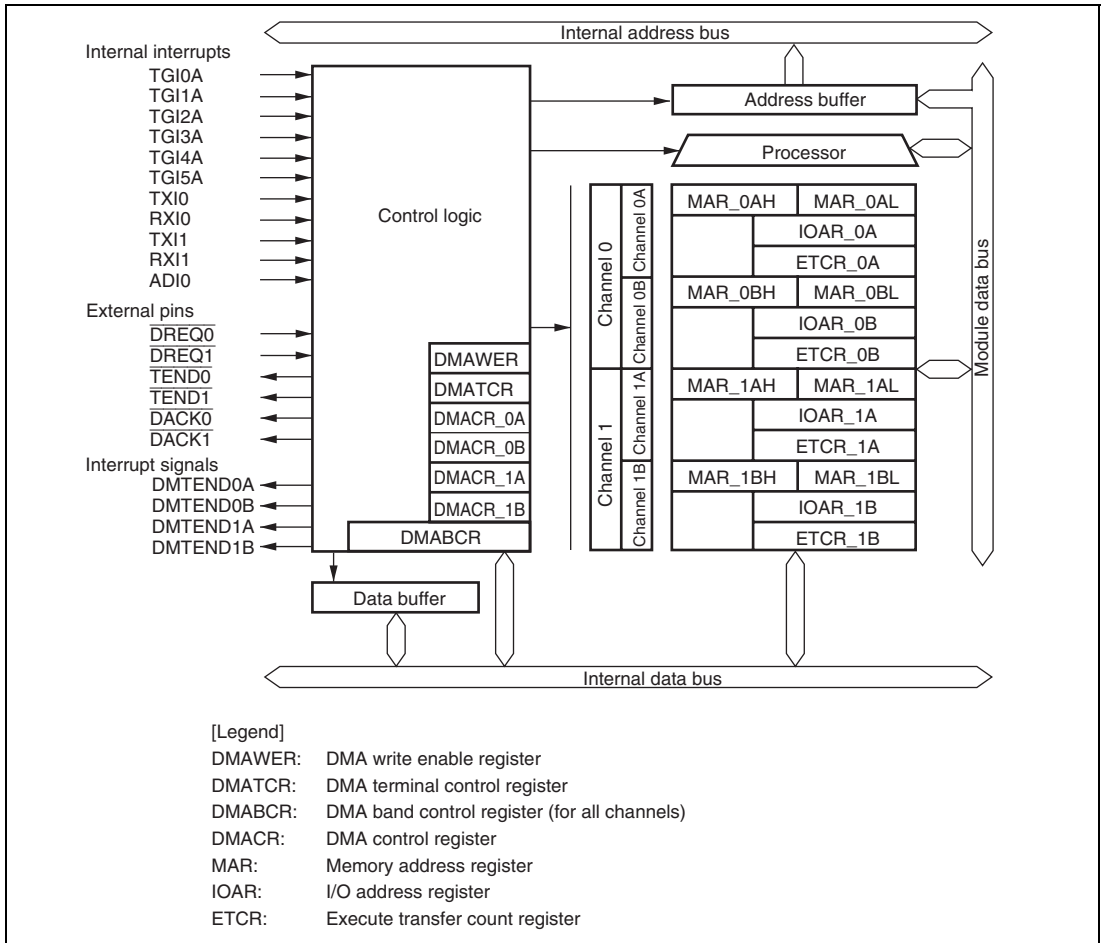 Internal address bus
Internal interrupts
TGI0A
TGI1A
TGI2A
TGI3A
TGI4A
TGI5A
TXI0
RXI0
TXI1
RXI1
ADI0
External pins
DREQ0
DREQ1
TEND0
TEND1
DACK0
DACK1
Interrupt signals
DMTEND0A
DMTEND0B
DMTEND1A
DMTEND1B
Control logic
DMAWER
DMATCR
DMACR_0A
DMACR_0B
DMACR_1A
DMACR_1B
DMABCR
Data buffer
Address buffer
Processor
Channel 0
Channel 0A
Channel 0B
Channel 1
Channel 1A
Channel 1B
MAR_0AH MAR_0AL
IOAR_0A
ETCR_0A
MAR_0BH MAR_0BL
IOAR_0B
ETCR_0B
MAR_1AH MAR_1AL
IOAR_1A
ETCR_1A
MAR_1BH MAR_1BL
IOAR_1B
ETCR_1B
Module data bus
Internal data bus
[Legend]
DMAWER: DMA write enable register
DMATCR: DMA terminal control register
DMABCR: DMA band control register (for all channels)
DMACR: DMA control register
MAR: Memory address register
IOAR: I/O address register
ETCR: Execute transfer count register